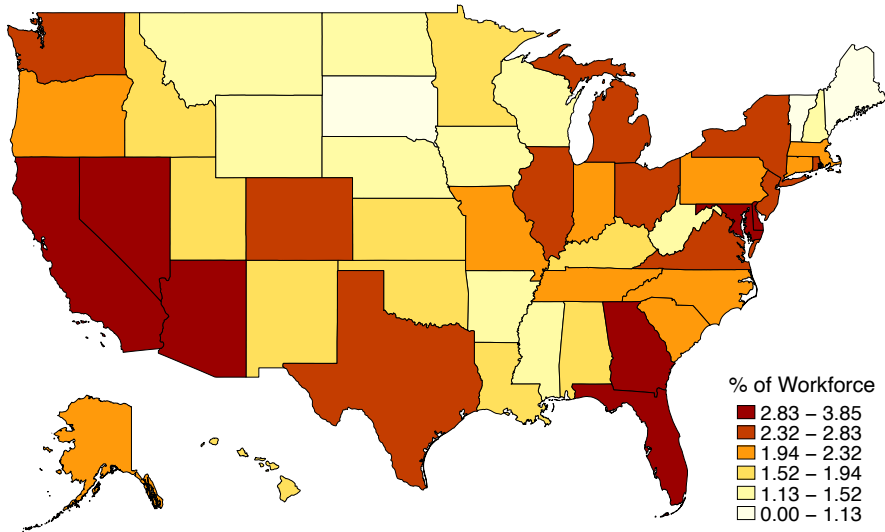 % of Workforce
2.83 – 3.85
2.32 – 2.83
1.94 – 2.32
1.52 – 1.94
1.13 – 1.52
0.00 – 1.13